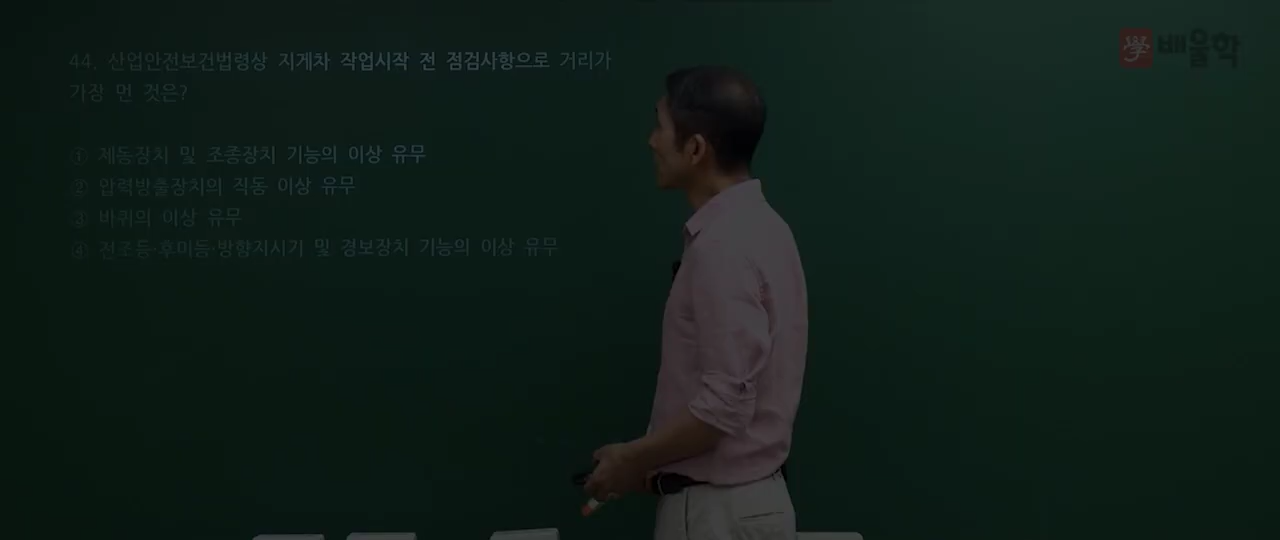 44. 산업안전보건법령상 지게차 작업시작 전 점검사항으로 거리가
가장 먼 것은?
① 제동장치 및 조종장치 기능의 이상 유무
② 압력방출장치의 작동 이상 유무
③ 바퀴의 이상 유무
④ 전조등·후미등·방향지시기 및 경보장치 기능의 이상 유무
學 배울학